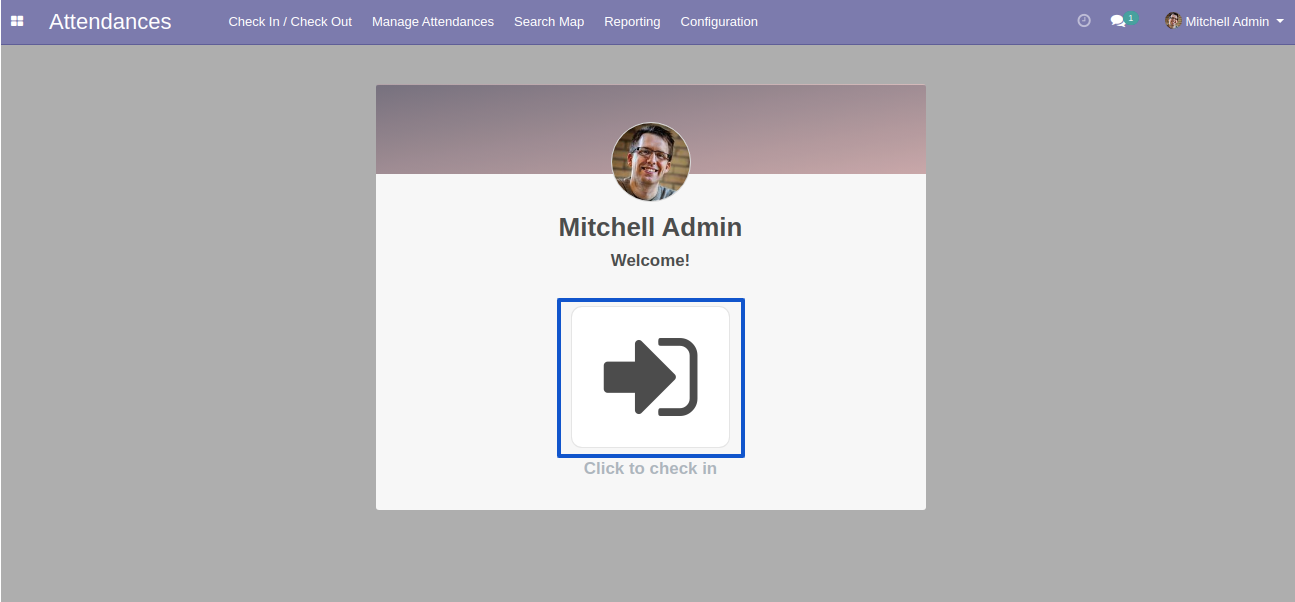 Attendances Check In / Check Out Manage Attendances Search Map Reporting Configuration 1 Mitchell Admin
Mitchell Admin
Welcome!
Click to check in